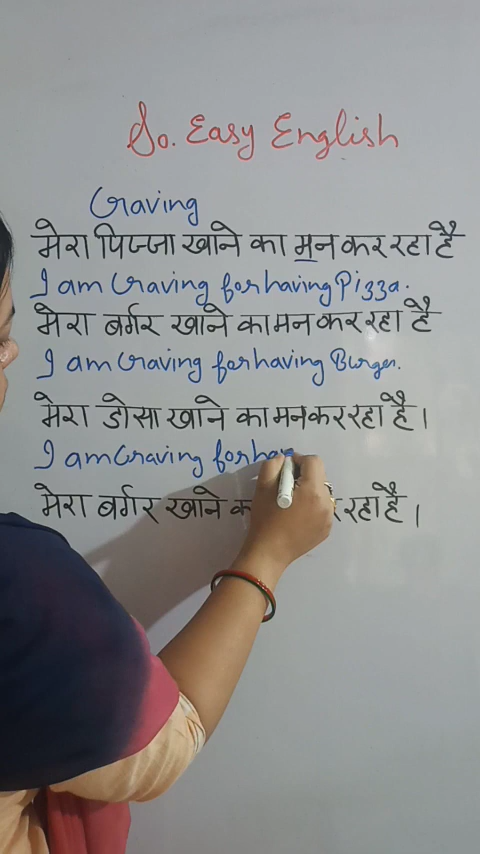 So. Easy English
Craving
मेरा पिज्जा खाने का मन कर रहा है
I am Craving for having Pizza.
मेरा बर्गर खाने का मन कर रहा है
I am Craving for having Burger.
मेरा डोसा खाने का मन कर रहा है।
I am Craving for hav
मेरा बर्गर खाने क र रहा है।